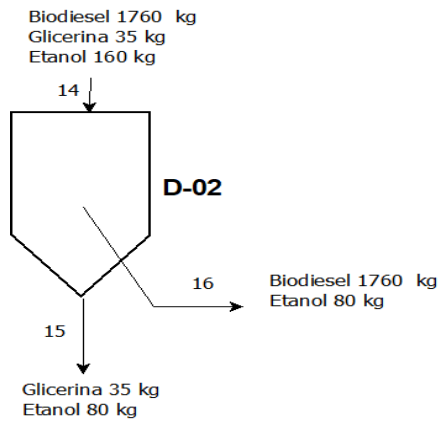 Biodiesel 1760 kg
Glicerina 35 kg
Etanol 160 kg
14
D-02
16
Biodiesel 1760 kg
Etanol 80 kg
15
Glicerina 35 kg
Etanol 80 kg